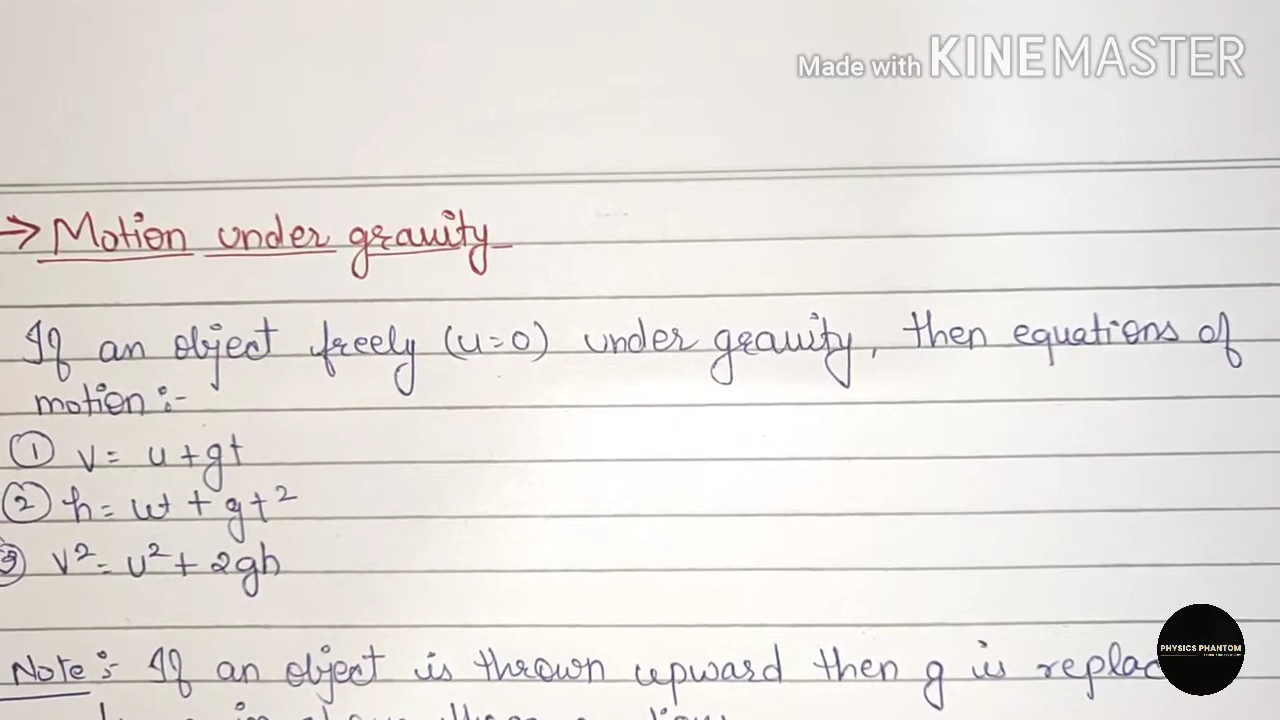 Made with KINEMASTER
→ Motion under gravity
If an object freely (u=0) under gravity, then equations of
motion :-
① v= u+gt
② h= ut + gt²
③ v²= u²+ 2gh
PHYSICS PHANTOM
Note :- If an object is thrown upward then g is replac